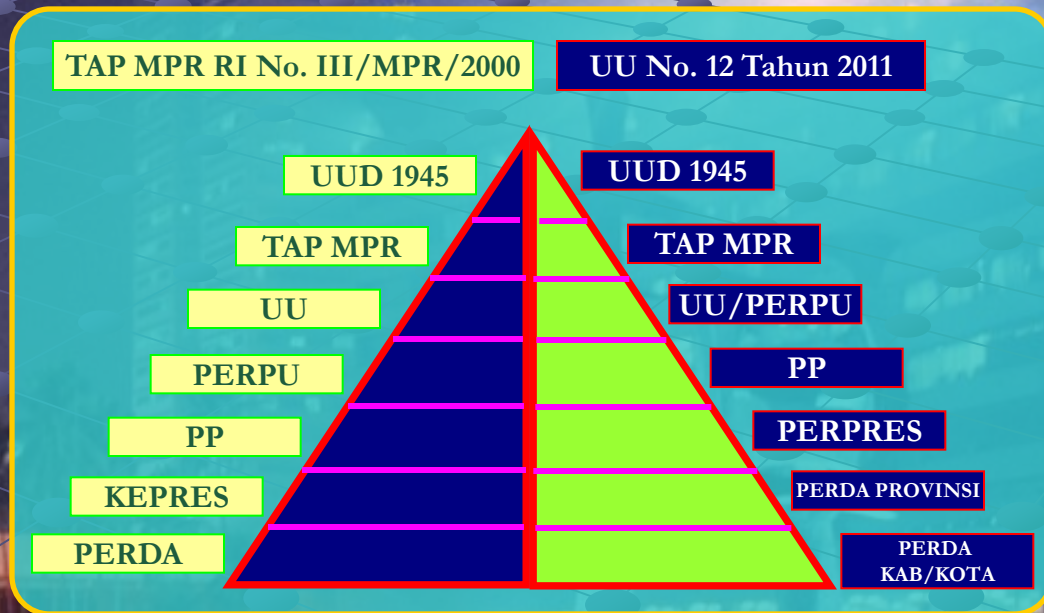 TAP MPR RI No. III/MPR/2000
UU No. 12 Tahun 2011
UUD 1945
TAP MPR
UU
PERPU
PP
KEPRES
PERDA
UUD 1945
TAP MPR
UU/PERPU
PP
PERPRES
PERDA PROVINSI
PERDA
KAB/KOTA